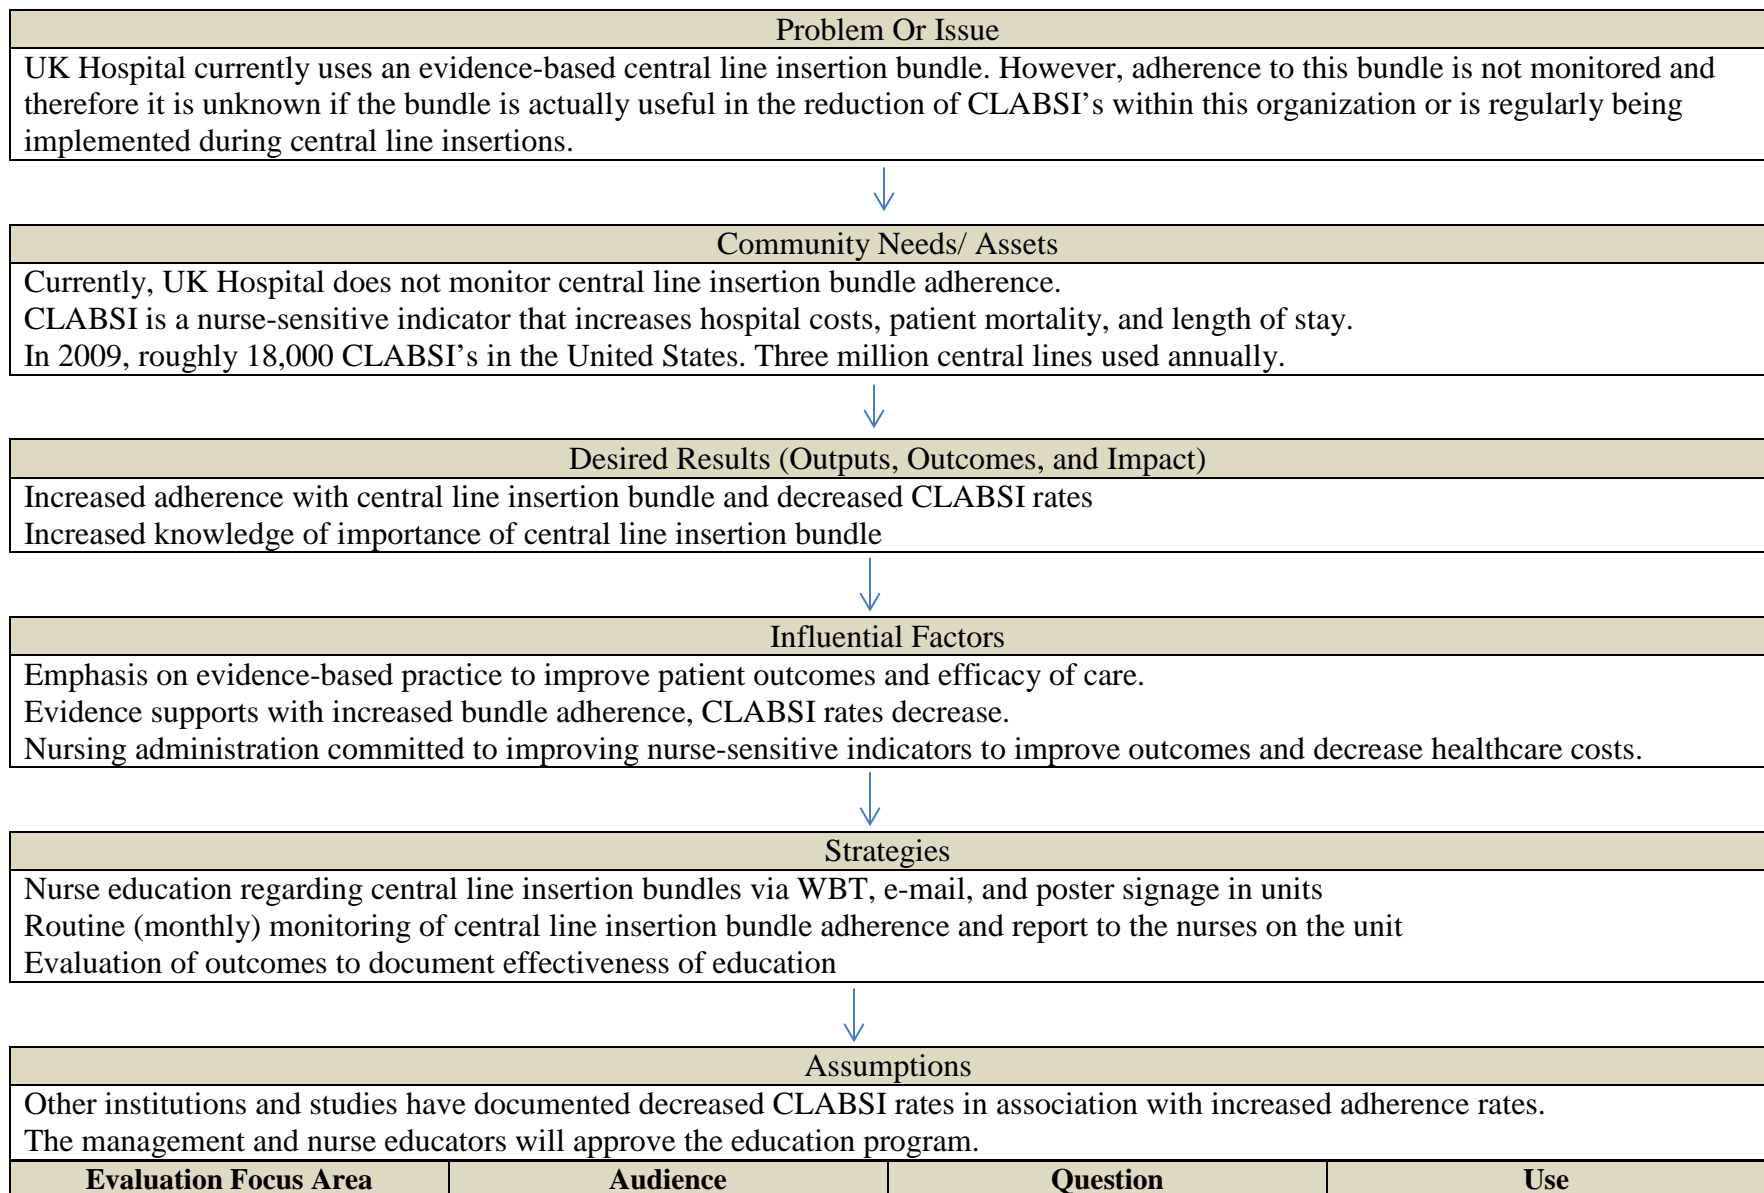 Problem Or Issue
UK Hospital currently uses an evidence-based central line insertion bundle. However, adherence to this bundle is not monitored and
therefore it is unknown if the bundle is actually useful in the reduction of CLABSI's within this organization or is regularly being
implemented during central line insertions.
Community Needs/ Assets
Currently, UK Hospital does not monitor central line insertion bundle adherence.
CLABSI is a nurse-sensitive indicator that increases hospital costs, patient mortality, and length of stay.
In 2009, roughly 18,000 CLABSI's in the United States. Three million central lines used annually.
Desired Results (Outputs, Outcomes, and Impact)
Increased adherence with central line insertion bundle and decreased CLABSI rates
Increased knowledge of importance of central line insertion bundle
Influential Factors
Emphasis on evidence-based practice to improve patient outcomes and efficacy of care.
Evidence supports with increased bundle adherence, CLABSI rates decrease.
Nursing administration committed to improving nurse-sensitive indicators to improve outcomes and decrease healthcare costs.
Strategies
Nurse education regarding central line insertion bundles via WBT, e-mail, and poster signage in units
Routine (monthly) monitoring of central line insertion bundle adherence and report to the nurses on the unit
Evaluation of outcomes to document effectiveness of education
Assumptions
Other institutions and studies have documented decreased CLABSI rates in association with increased adherence rates.
The management and nurse educators will approve the education program.
Evaluation Focus Area Audience Question Use